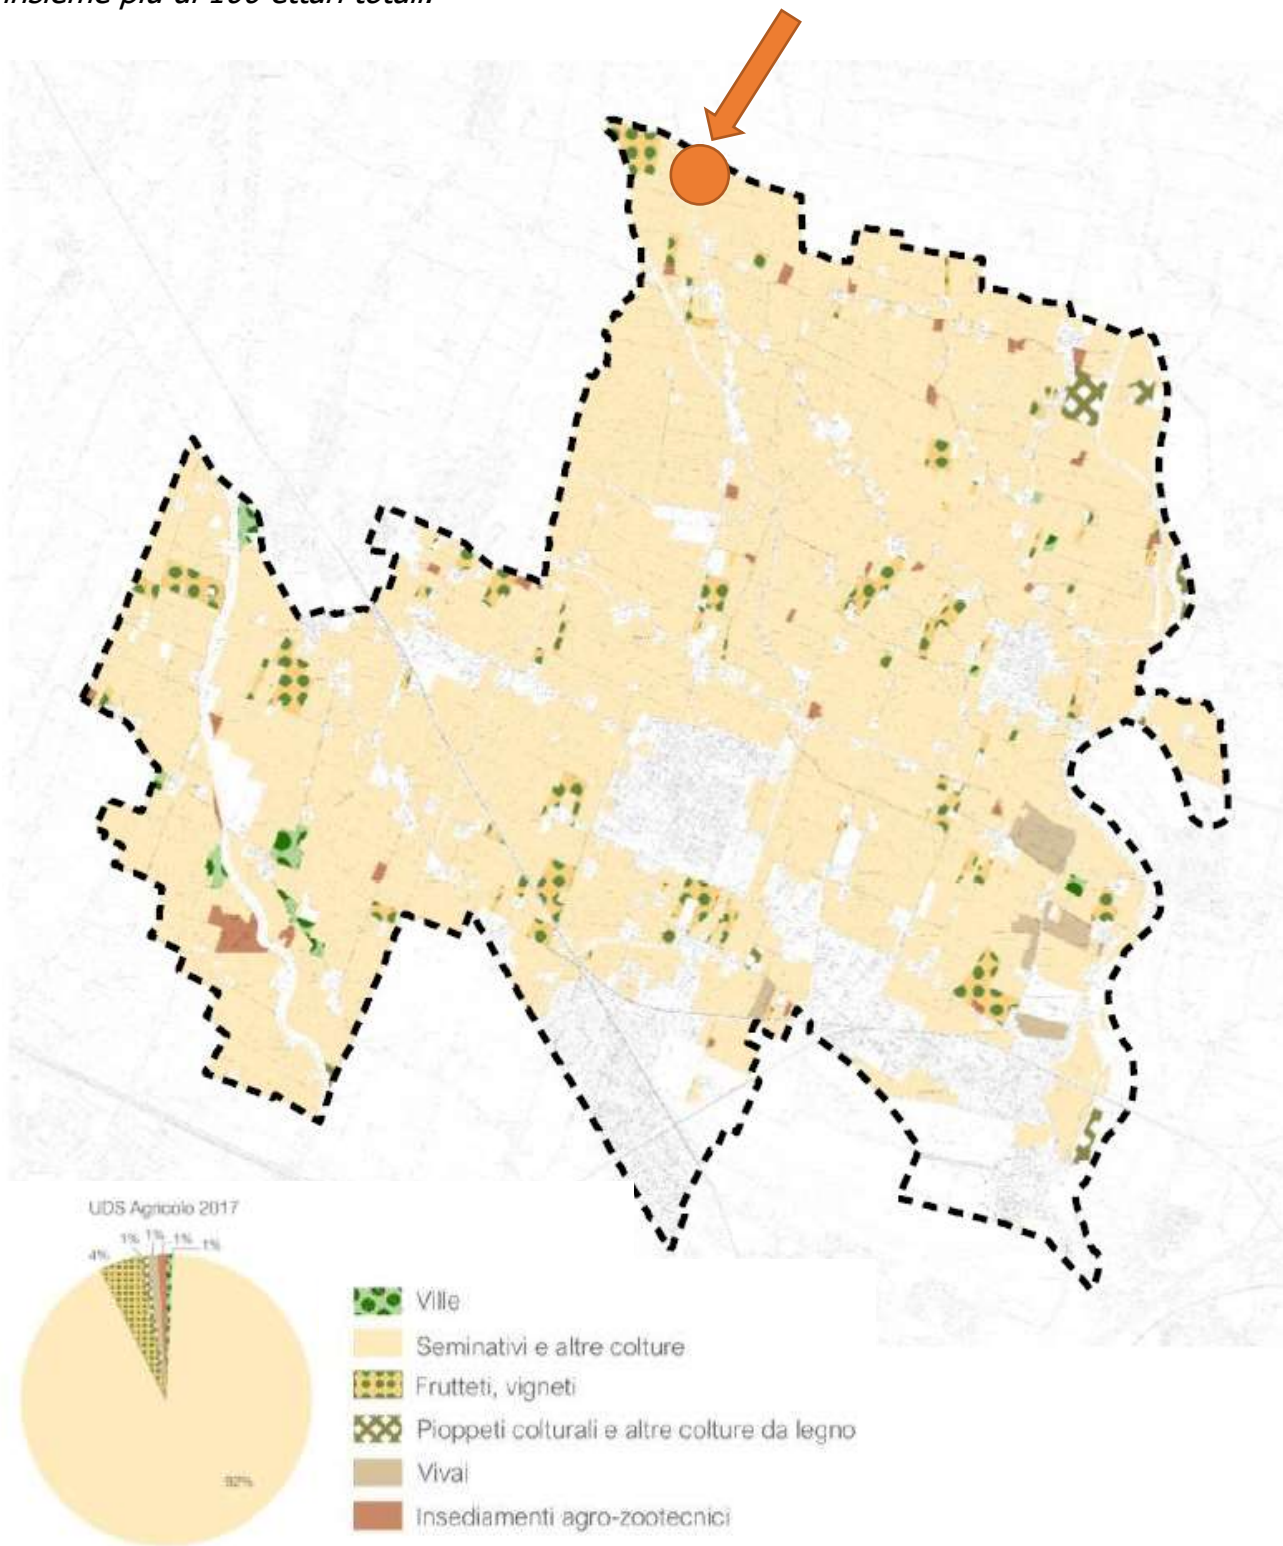 insieme più di 100 ettari totali.
UDS Agricolo 2017
4% 1% 1% 1% 1%
92%
Ville
Seminativi e altre colture
Frutteti, vigneti
Pioppeti colturali e altre colture da legno
Vivai
Insediamenti agro-zootecnici